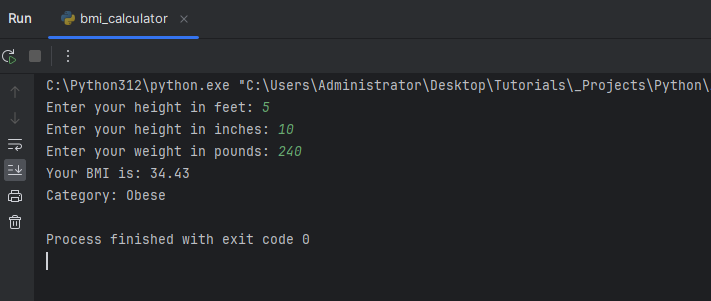 Run bmi_calculator
C:\Python312\python.exe "C:\Users\Administrator\Desktop\Tutorials\_Projects\Python\
Enter your height in feet: 5
Enter your height in inches: 10
Enter your weight in pounds: 240
Your BMI is: 34.43
Category: Obese
Process finished with exit code 0